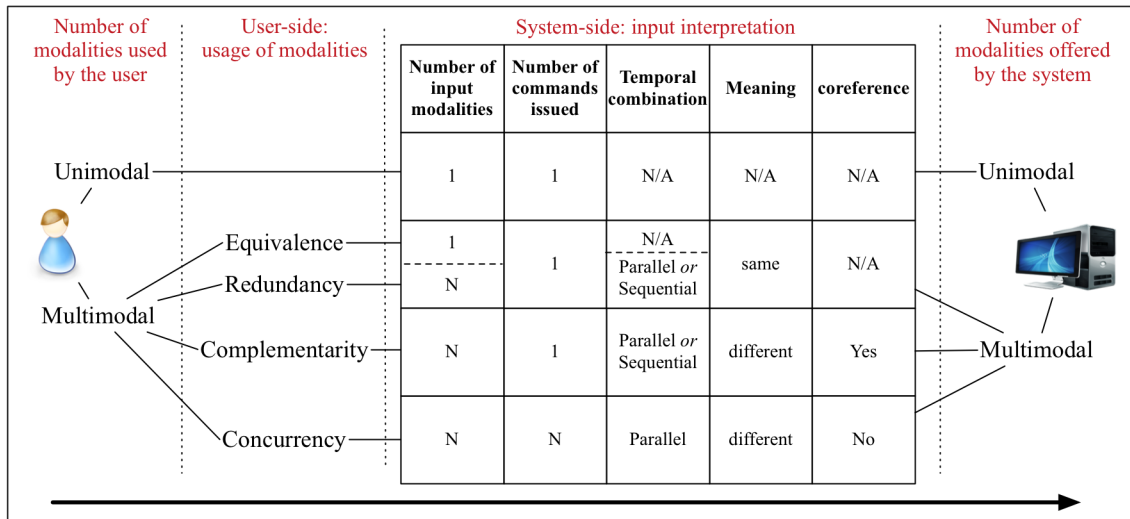 Number of
modalities used
by the user
User-side:
usage of modalities
System-side: input interpretation
Number of
modalities offered
by the system
Number of
input
modalities
Number of
commands
issued
Temporal
combination
Meaning
coreference
Unimodal
1
1
N/A
N/A
N/A
Unimodal
Equivalence
1
N/A
Redundancy
N
1
Parallel or
Sequential
same
N/A
Multimodal
Complementarity
N
1
Parallel or
Sequential
different
Yes
Multimodal
Concurrency
N
N
Parallel
different
No